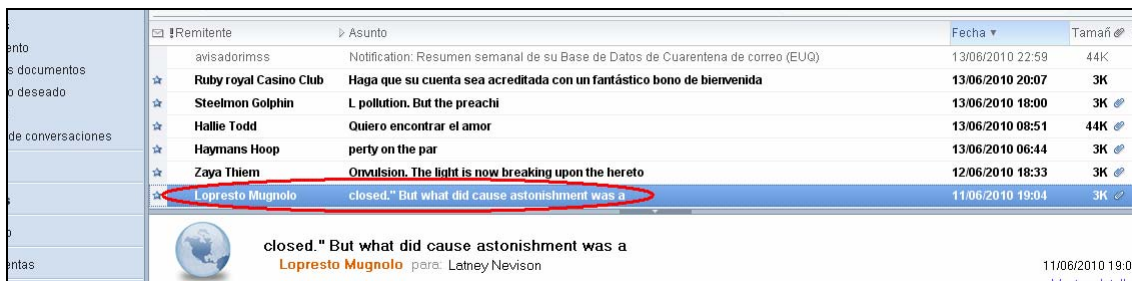 ento
s documentos
o deseado
de conversaciones
entas
! Remitente Asunto Fecha Tamañ
avisadorimss Notification: Resumen semanal de su Base de Datos de Cuarentena de correo (EUQ) 13/06/2010 22:59 44K
Ruby royal Casino Club Haga que su cuenta sea acreditada con un fantástico bono de bienvenida 13/06/2010 20:07 3K
Steelmon Golphin L pollution. But the preachi 13/06/2010 18:00 3K
Hallie Todd Quiero encontrar el amor 13/06/2010 08:51 44K
Haymans Hoop perty on the par 13/06/2010 06:44 3K
Zaya Thiem Onvulsion. The light is now breaking upon the hereto 12/06/2010 18:33 3K
Lopresto Mugnolo closed." But what did cause astonishment was a 11/06/2010 19:04 3K
closed." But what did cause astonishment was a
Lopresto Mugnolo para: Latney Nevison 11/06/2010 19:0